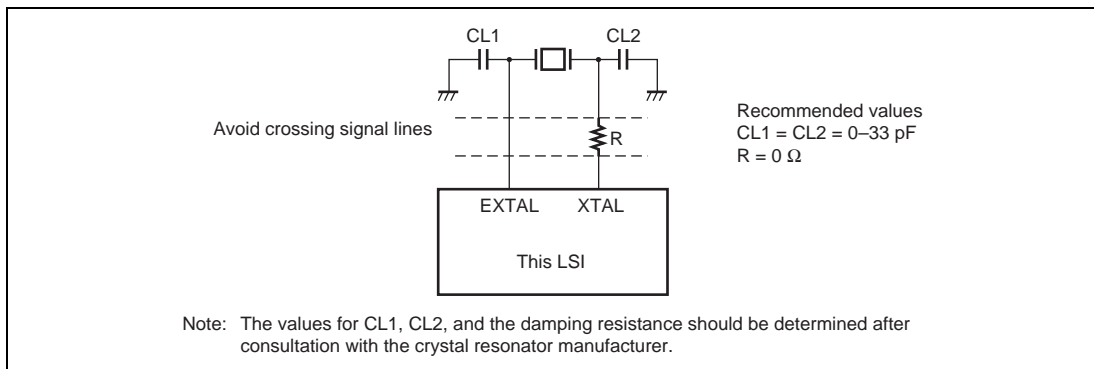 CL1
CL2
Avoid crossing signal lines
R
Recommended values
CL1 = CL2 = 0–33 pF
R = 0 Ω
EXTAL XTAL
This LSI
Note: The values for CL1, CL2, and the damping resistance should be determined after
consultation with the crystal resonator manufacturer.